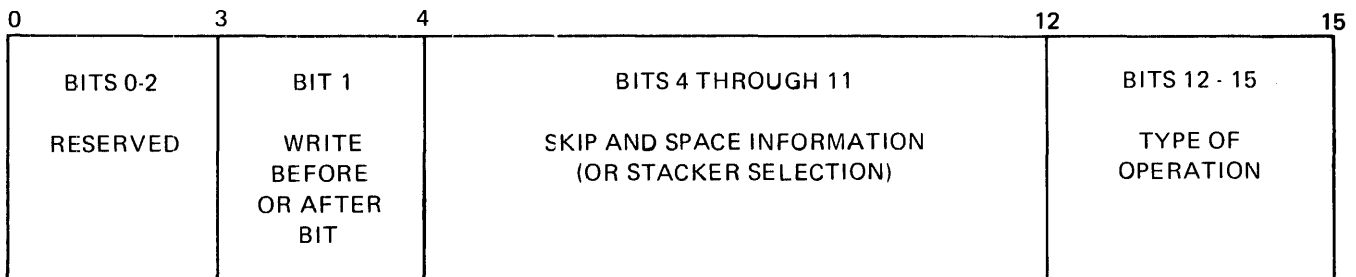 0 3 4 12 15
BITS 0-2 BIT 1 BITS 4 THROUGH 11 BITS 12 - 15
RESERVED WRITE SKIP AND SPACE INFORMATION TYPE OF
BEFORE (OR STACKER SELECTION) OPERATION
OR AFTER
BIT